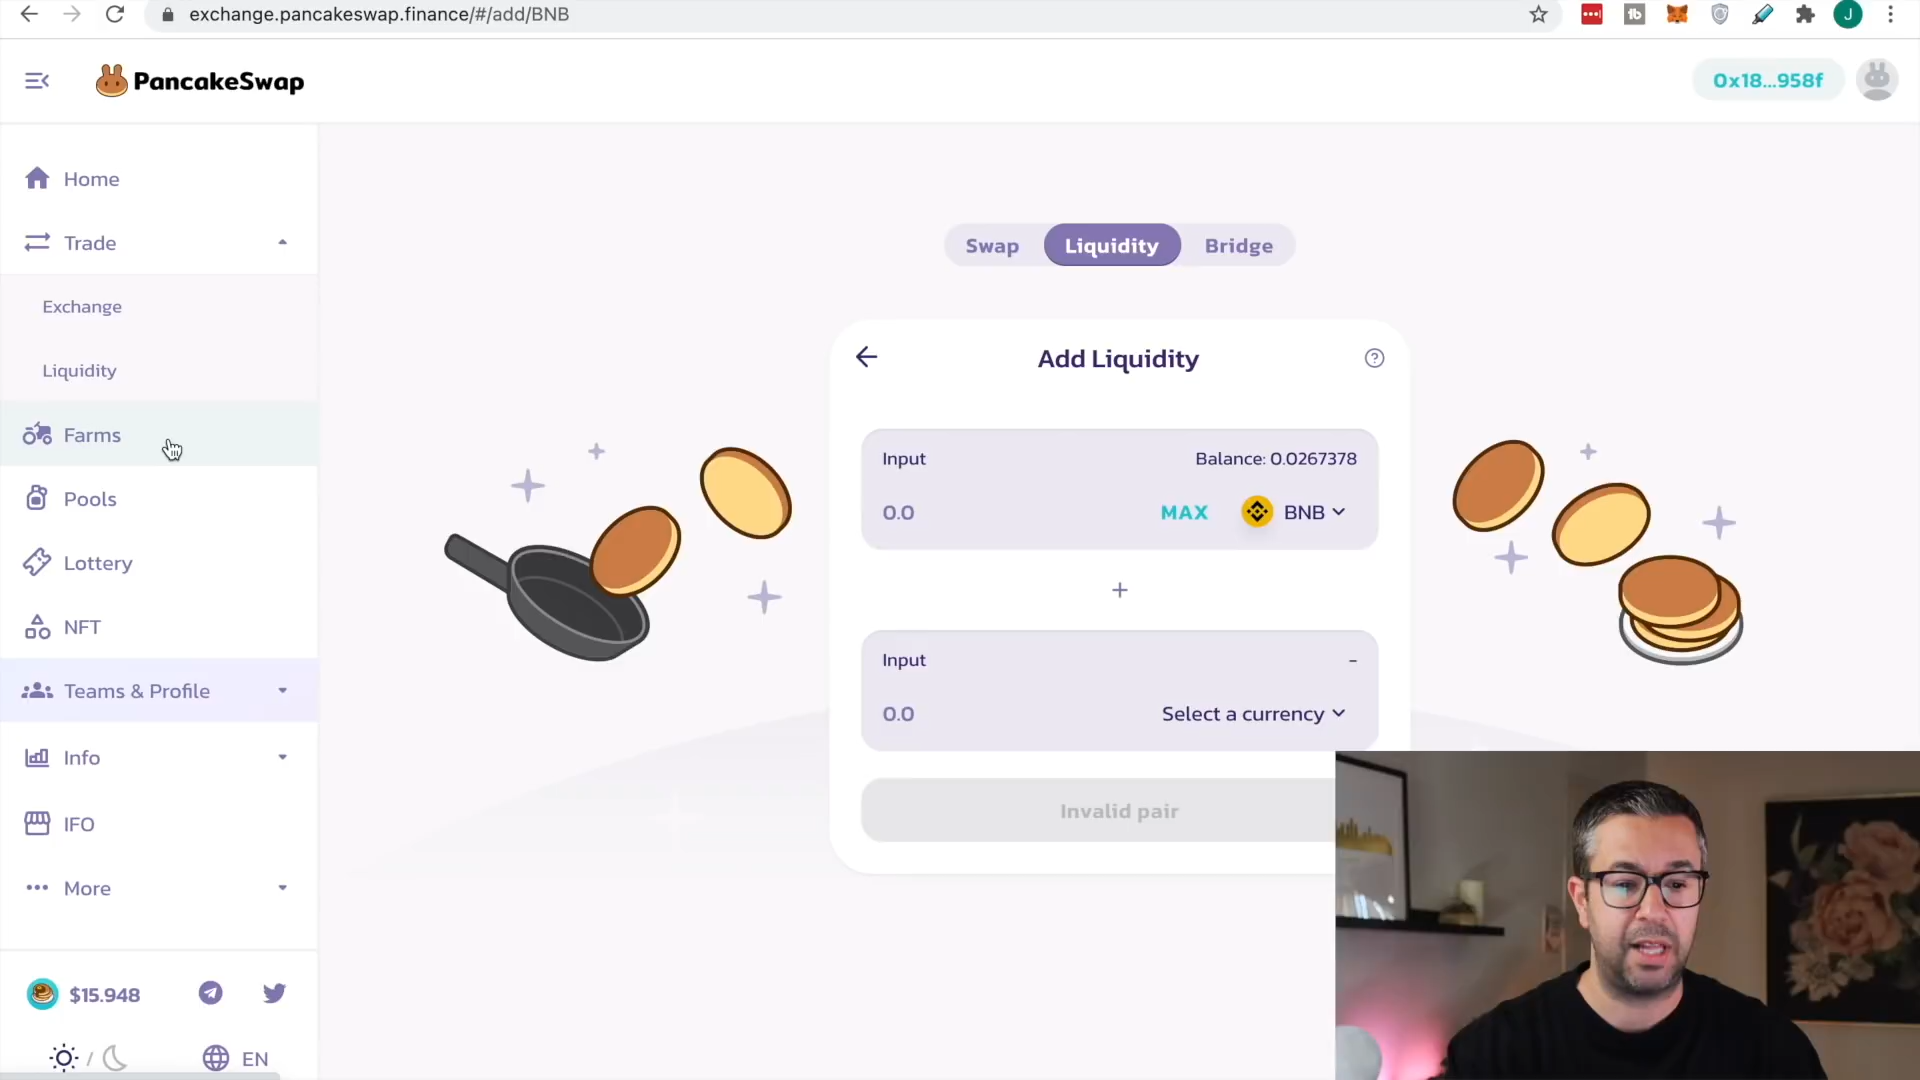 exchange.pancakeswap.finance/#/add/BNB
tb
J
PancakeSwap
0x18...958f
Home
Trade
Exchange
Liquidity
Farms
Pools
Lottery
NFT
Teams & Profile
Info
IFO
More
$15.948
/
EN
Swap
Liquidity
Bridge
Add Liquidity
?
Input
Balance: 0.0267378
0.0
MAX
BNB
+
Input
-
0.0
Select a currency
Invalid pair